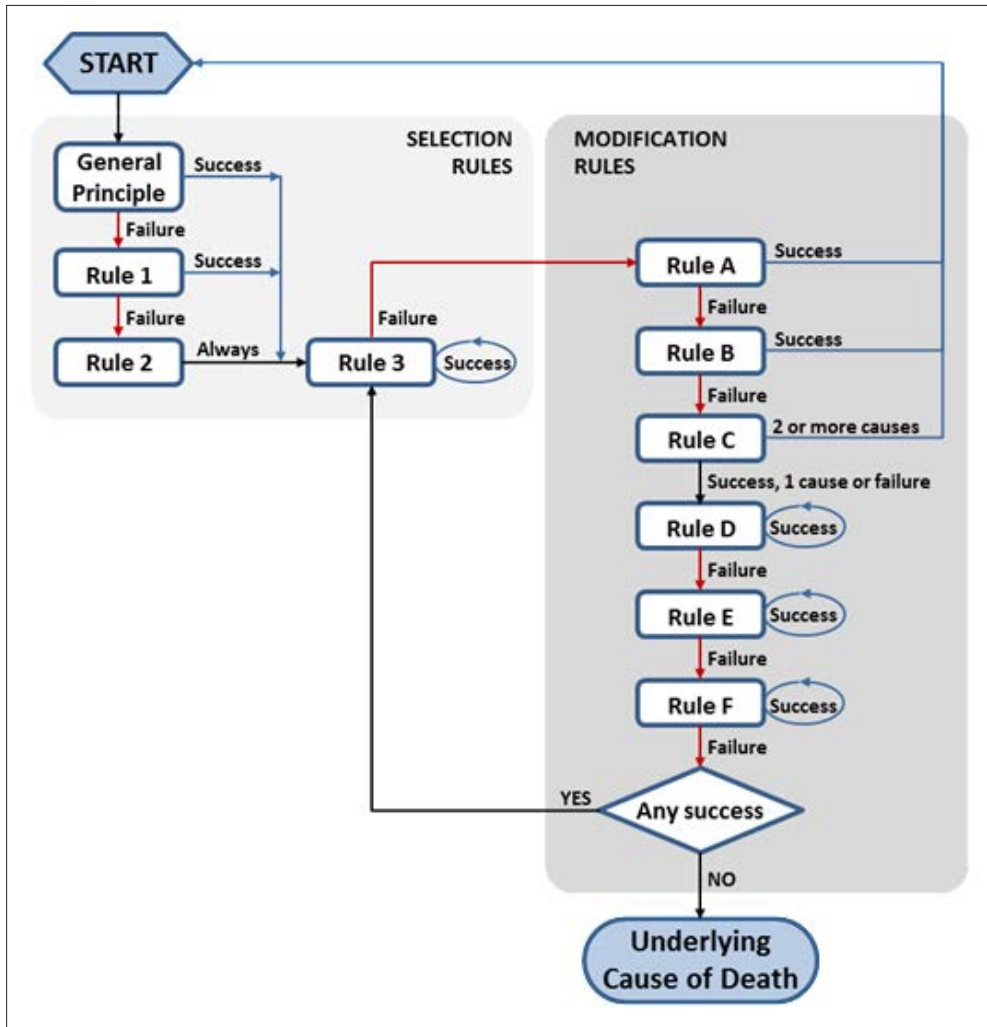 START
SELECTION
RULES
MODIFICATION
RULES
General
Principle
Success
Failure
Rule 1
Success
Failure
Rule 2
Always
Rule 3
Success
Failure
Rule A
Success
Failure
Rule B
Success
Failure
Rule C
2 or more causes
Success, 1 cause or failure
Rule D
Success
Failure
Rule E
Success
Failure
Rule F
Success
Failure
Any success
YES
NO
Underlying
Cause of Death